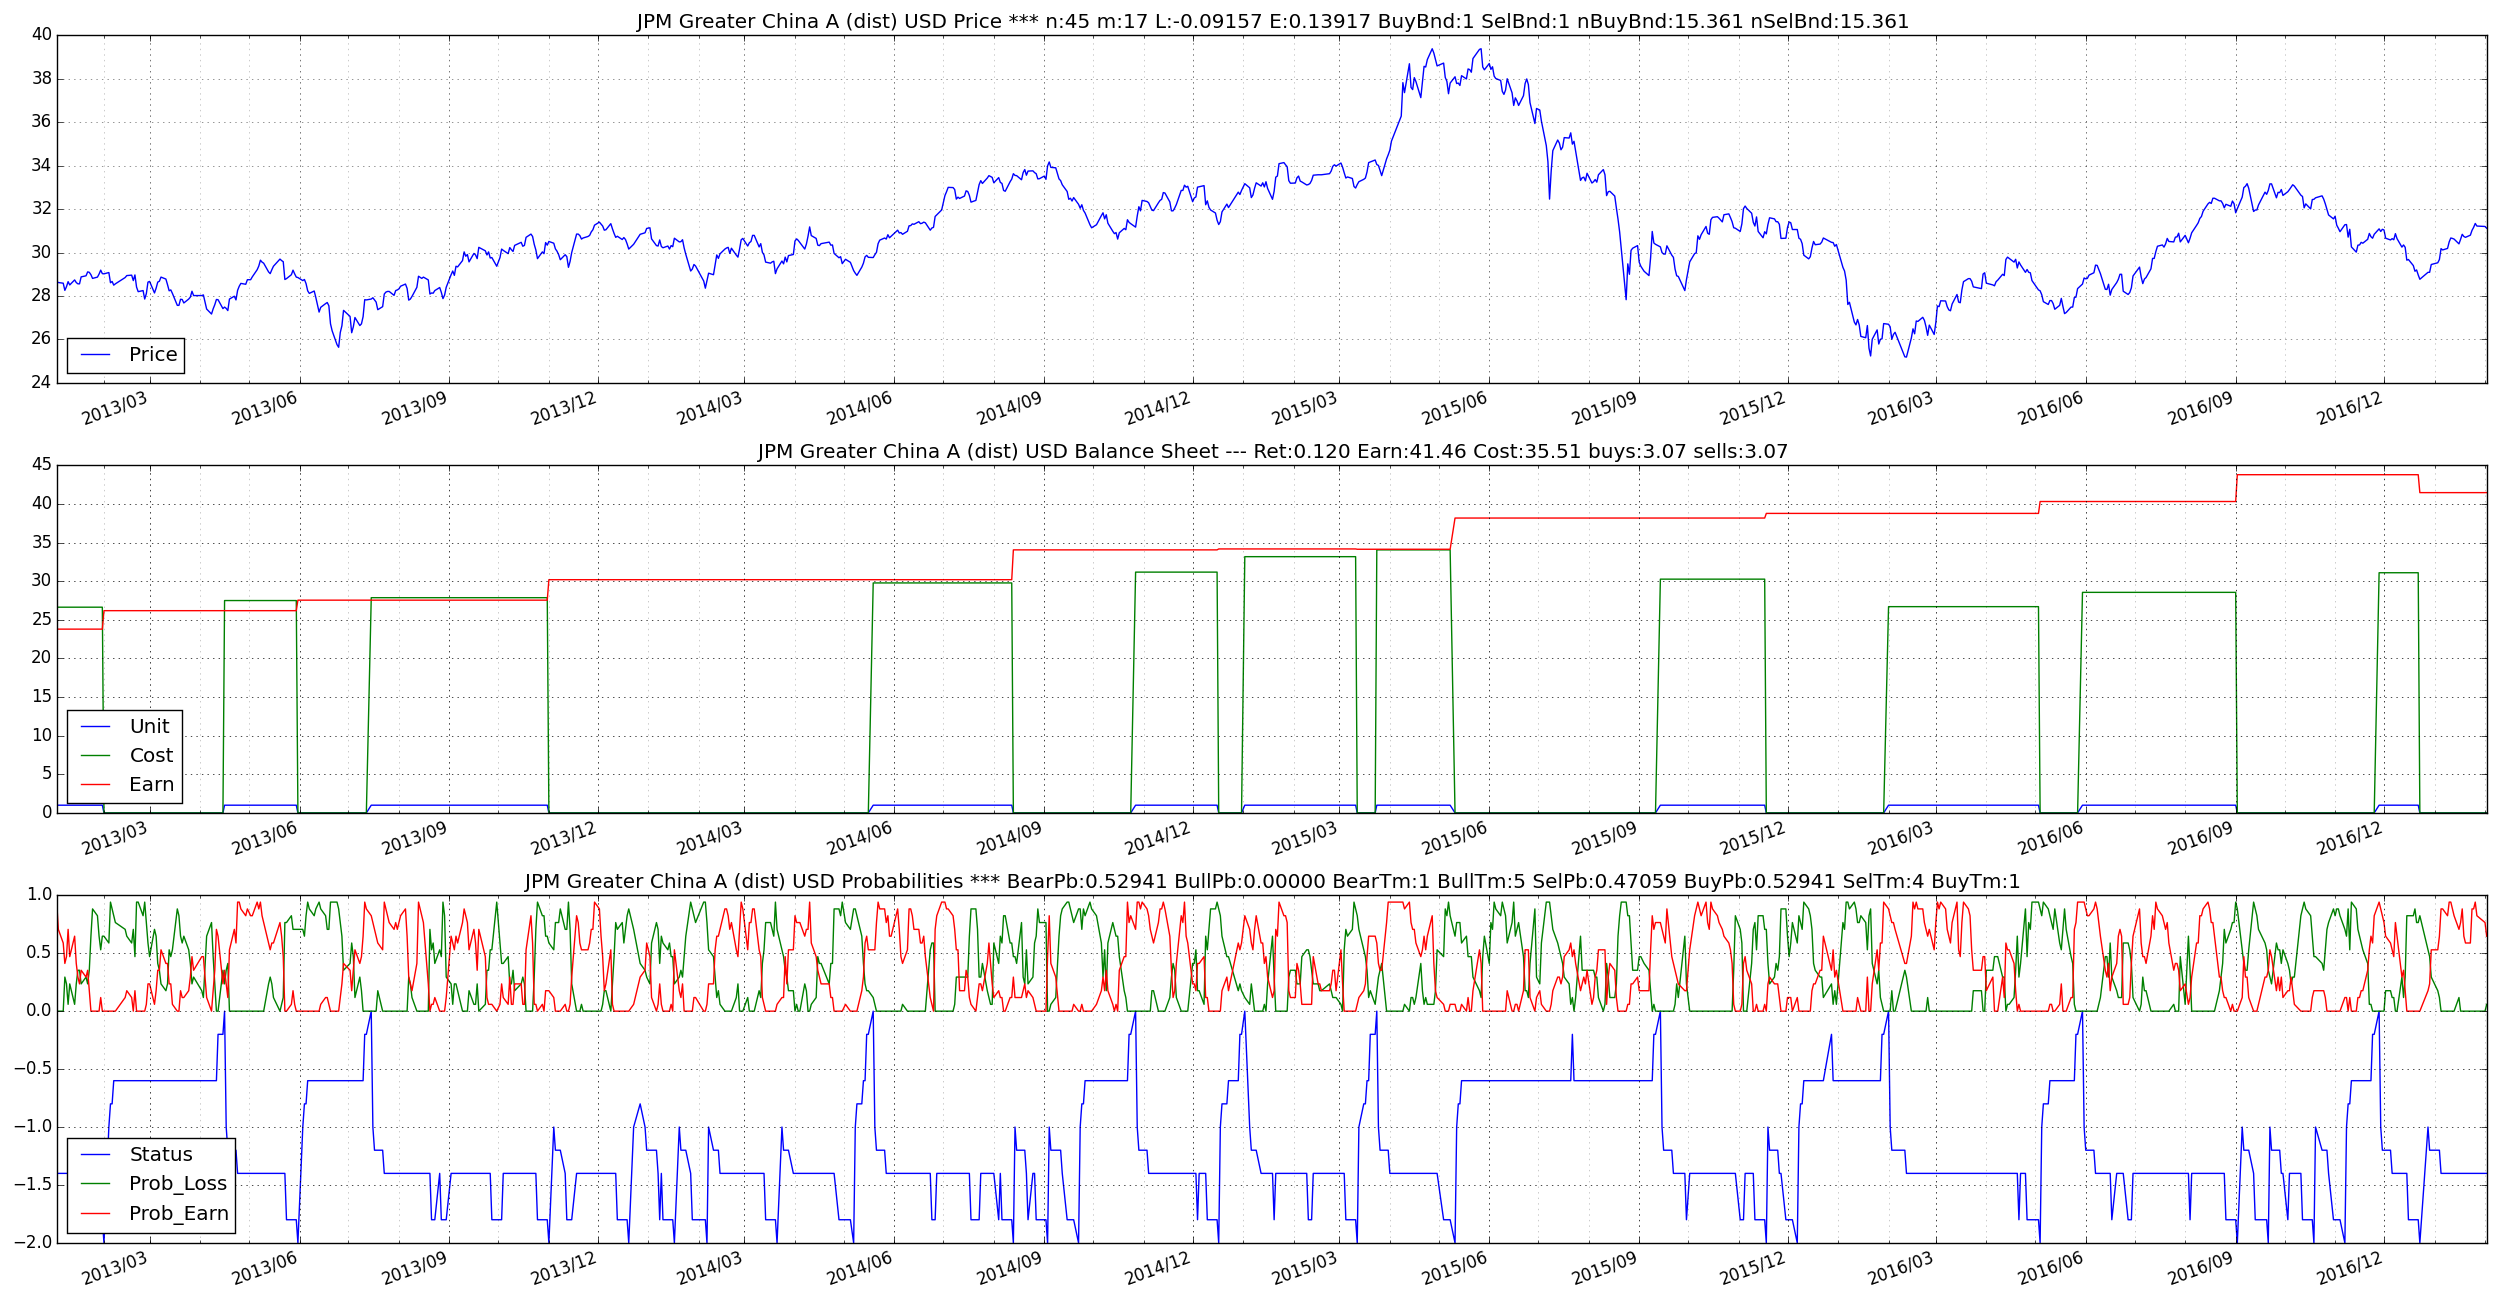 JPM Greater China A (dist) USD Price *** n:45 m:17 L:-0.09157 E:0.13917 BuyBnd:1 SelBnd:1 nBuyBnd:15.361 nSelBnd:15.361
40
38
36
34
32
30
28
26
24
Price
2013/03 2013/06 2013/09 2013/12 2014/03 2014/06 2014/09 2014/12 2015/03 2015/06 2015/09 2015/12 2016/03 2016/06 2016/09 2016/12
JPM Greater China A (dist) USD Balance Sheet --- Ret:0.120 Earn:41.46 Cost:35.51 buys:3.07 sells:3.07
45
40
35
30
25
20
15
10
5
0
Unit
Cost
Earn
2013/03 2013/06 2013/09 2013/12 2014/03 2014/06 2014/09 2014/12 2015/03 2015/06 2015/09 2015/12 2016/03 2016/06 2016/09 2016/12
JPM Greater China A (dist) USD Probabilities *** BearPb:0.52941 BullPb:0.00000 BearTm:1 BullTm:5 SelPb:0.47059 BuyPb:0.52941 SelTm:4 BuyTm:1
1.0
0.5
0.0
−0.5
−1.0
−1.5
−2.0
Status
Prob_Loss
Prob_Earn
2013/03 2013/06 2013/09 2013/12 2014/03 2014/06 2014/09 2014/12 2015/03 2015/06 2015/09 2015/12 2016/03 2016/06 2016/09 2016/12